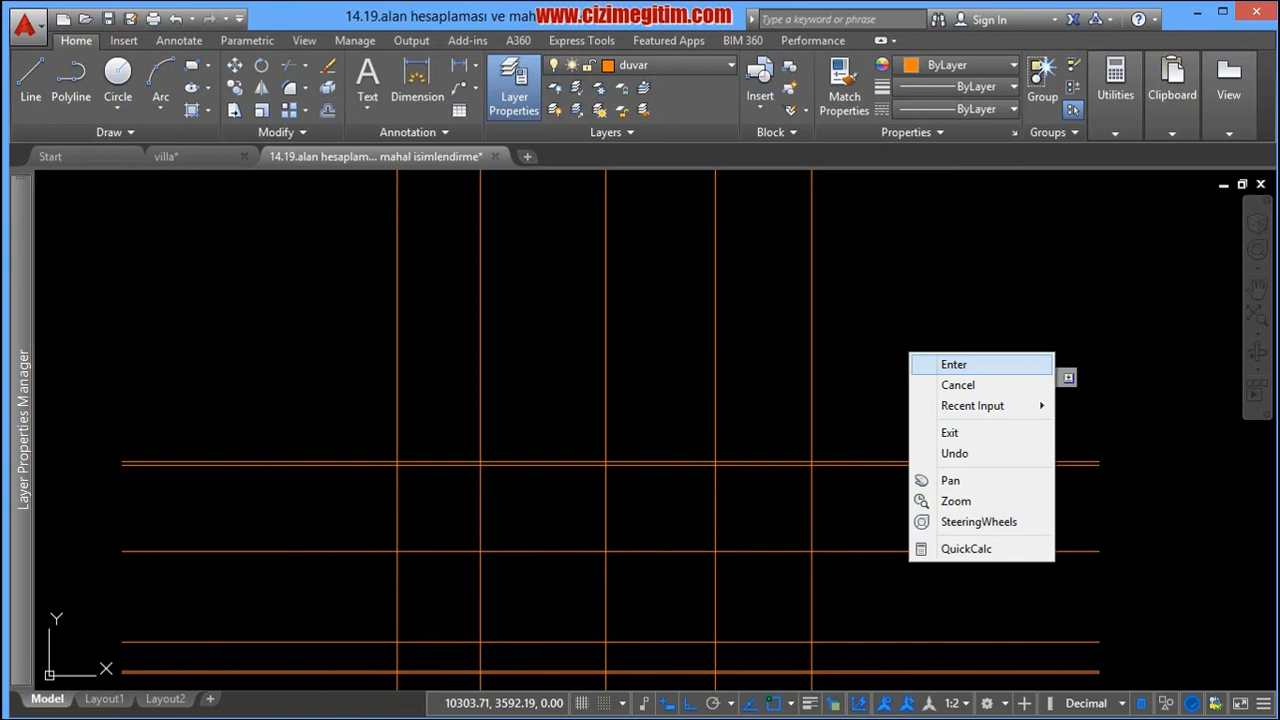 14.19.alan hesaplaması ve mah
www.cizimegitim.com
Type a keyword or phrase
Sign In
Home Insert Annotate Parametric View Manage Output Add-ins A360 Express Tools Featured Apps BIM 360 Performance
duvar
ByLayer
ByLayer
ByLayer
Line Polyline Circle Arc
Text Dimension
Layer Properties
Insert
Match Properties
Group
Utilities Clipboard View
Draw Modify Annotation Layers Block Properties Groups
Start villa* 14.19.alan hesaplam... mahal isimlendirme*
Layer Properties Manager
Enter
Cancel
Recent Input
Exit
Undo
Pan
Zoom
SteeringWheels
QuickCalc
Y
X
Model Layout1 Layout2
10303.71, 3592.19, 0.00
1:2
Decimal